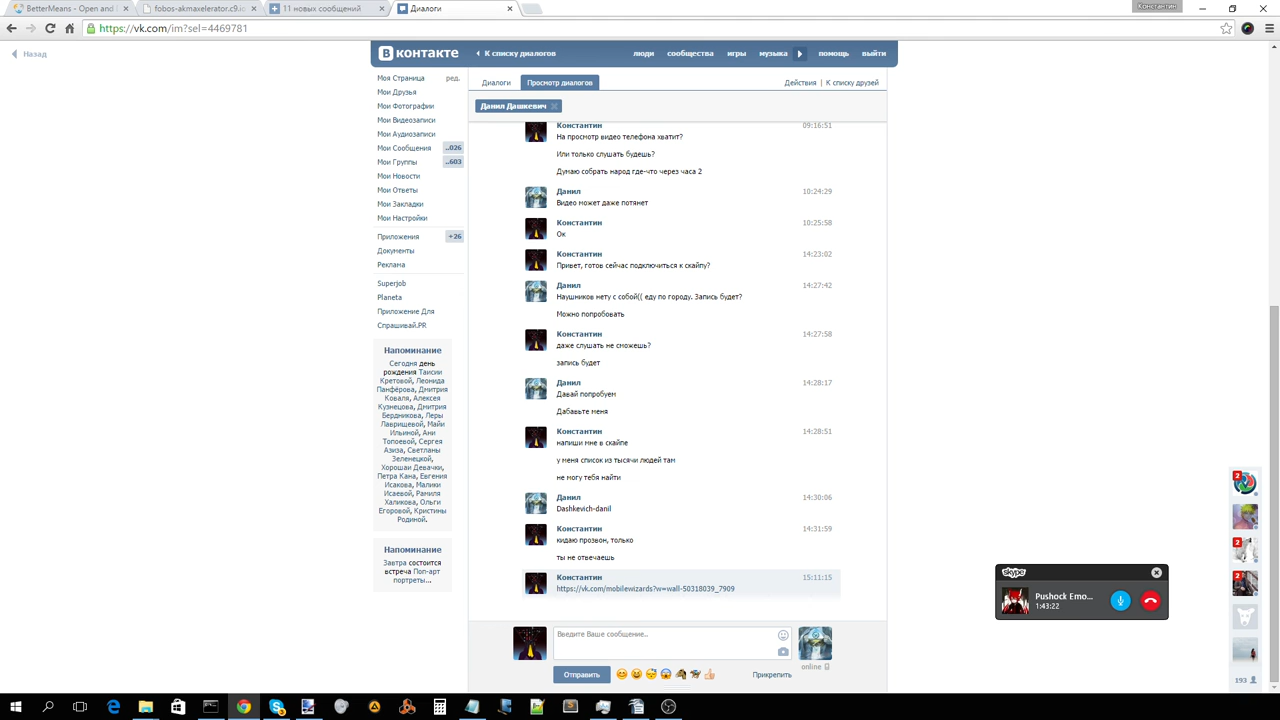 BetterMeans - Open and
fobos-akmaxelerator.c9.io
11 новых сообщений
Диалоги
Константин
https://vk.com/im?sel=4469781
Назад
В контакте
К списку диалогов
люди
сообщества
игры
музыка
помощь
выйти
Моя Страница
ред.
Мои Друзья
Мои Фотографии
Мои Видеозаписи
Мои Аудиозаписи
Мои Сообщения
..026
Мои Группы
..603
Мои Новости
Мои Ответы
Мои Закладки
Мои Настройки
Приложения
+26
Документы
Реклама
Superjob
Planeta
Приложение Для
Спрашивай.PR
Напоминание
Сегодня день
рождения Таисии
Кретовой, Леонида
Панфёрова, Дмитрия
Коваля, Алексея
Кузнецова, Дмитрия
Бердникова, Леры
Лаврищевой, Майи
Ильиной, Ани
Топоевой, Сергея
Азиза, Светланы
Зеленецкой,
Хорошаи Девачки,
Петра Кана, Евгения
Исакова, Малики
Исаевой, Рамиля
Халикова, Ольги
Егоровой, Кристины
Родиной.
Напоминание
Завтра состоится
встреча Поп-арт
портреты...
Диалоги
Просмотр диалогов
Действия | К списку друзей
Данил Дашкевич
Константин 09:16:51
На просмотр видео телефона хватит?
Или только слушать будешь?
Думаю собрать народ где-что через часа 2
Данил 10:24:29
Видео может даже потянет
Константин 10:25:58
Ок
Константин 14:23:02
Привет, готов сейчас подключиться к скайпу?
Данил 14:27:42
Наушников нету с собой(( еду по городу. Запись будет?
Можно попробовать
Константин 14:27:58
даже слушать не сможешь?
запись будет
Данил 14:28:17
Давай попробуем
Дабавьте меня
Константин 14:28:51
напиши мне в скайпе
у меня список из тысячи людей там
не могу тебя найти
Данил 14:30:06
Dashkevich-danil
Константин 14:31:59
кидаю прозвон, только
ты не отвечаешь
Константин 15:11:15
https://vk.com/mobilewizards?w=wall-50318039_7909
Введите Ваше сообщение..
Отправить
Прикрепить
online
skype
Pushock Emo...
1:43:22
2
2
2
193